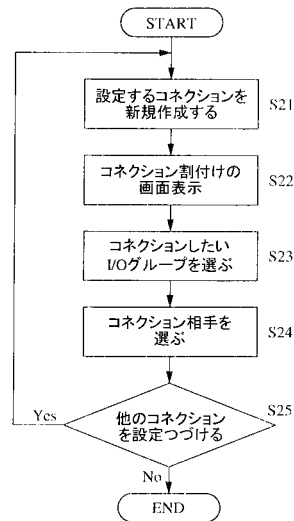 START
設定するコネクションを
新規作成する
S21
コネクション割付けの
画面表示
S22
コネクションしたい
I/Oグループを選ぶ
S23
コネクション相手を
選ぶ
S24
S25
Yes
他のコネクション
を設定つづける
No
END